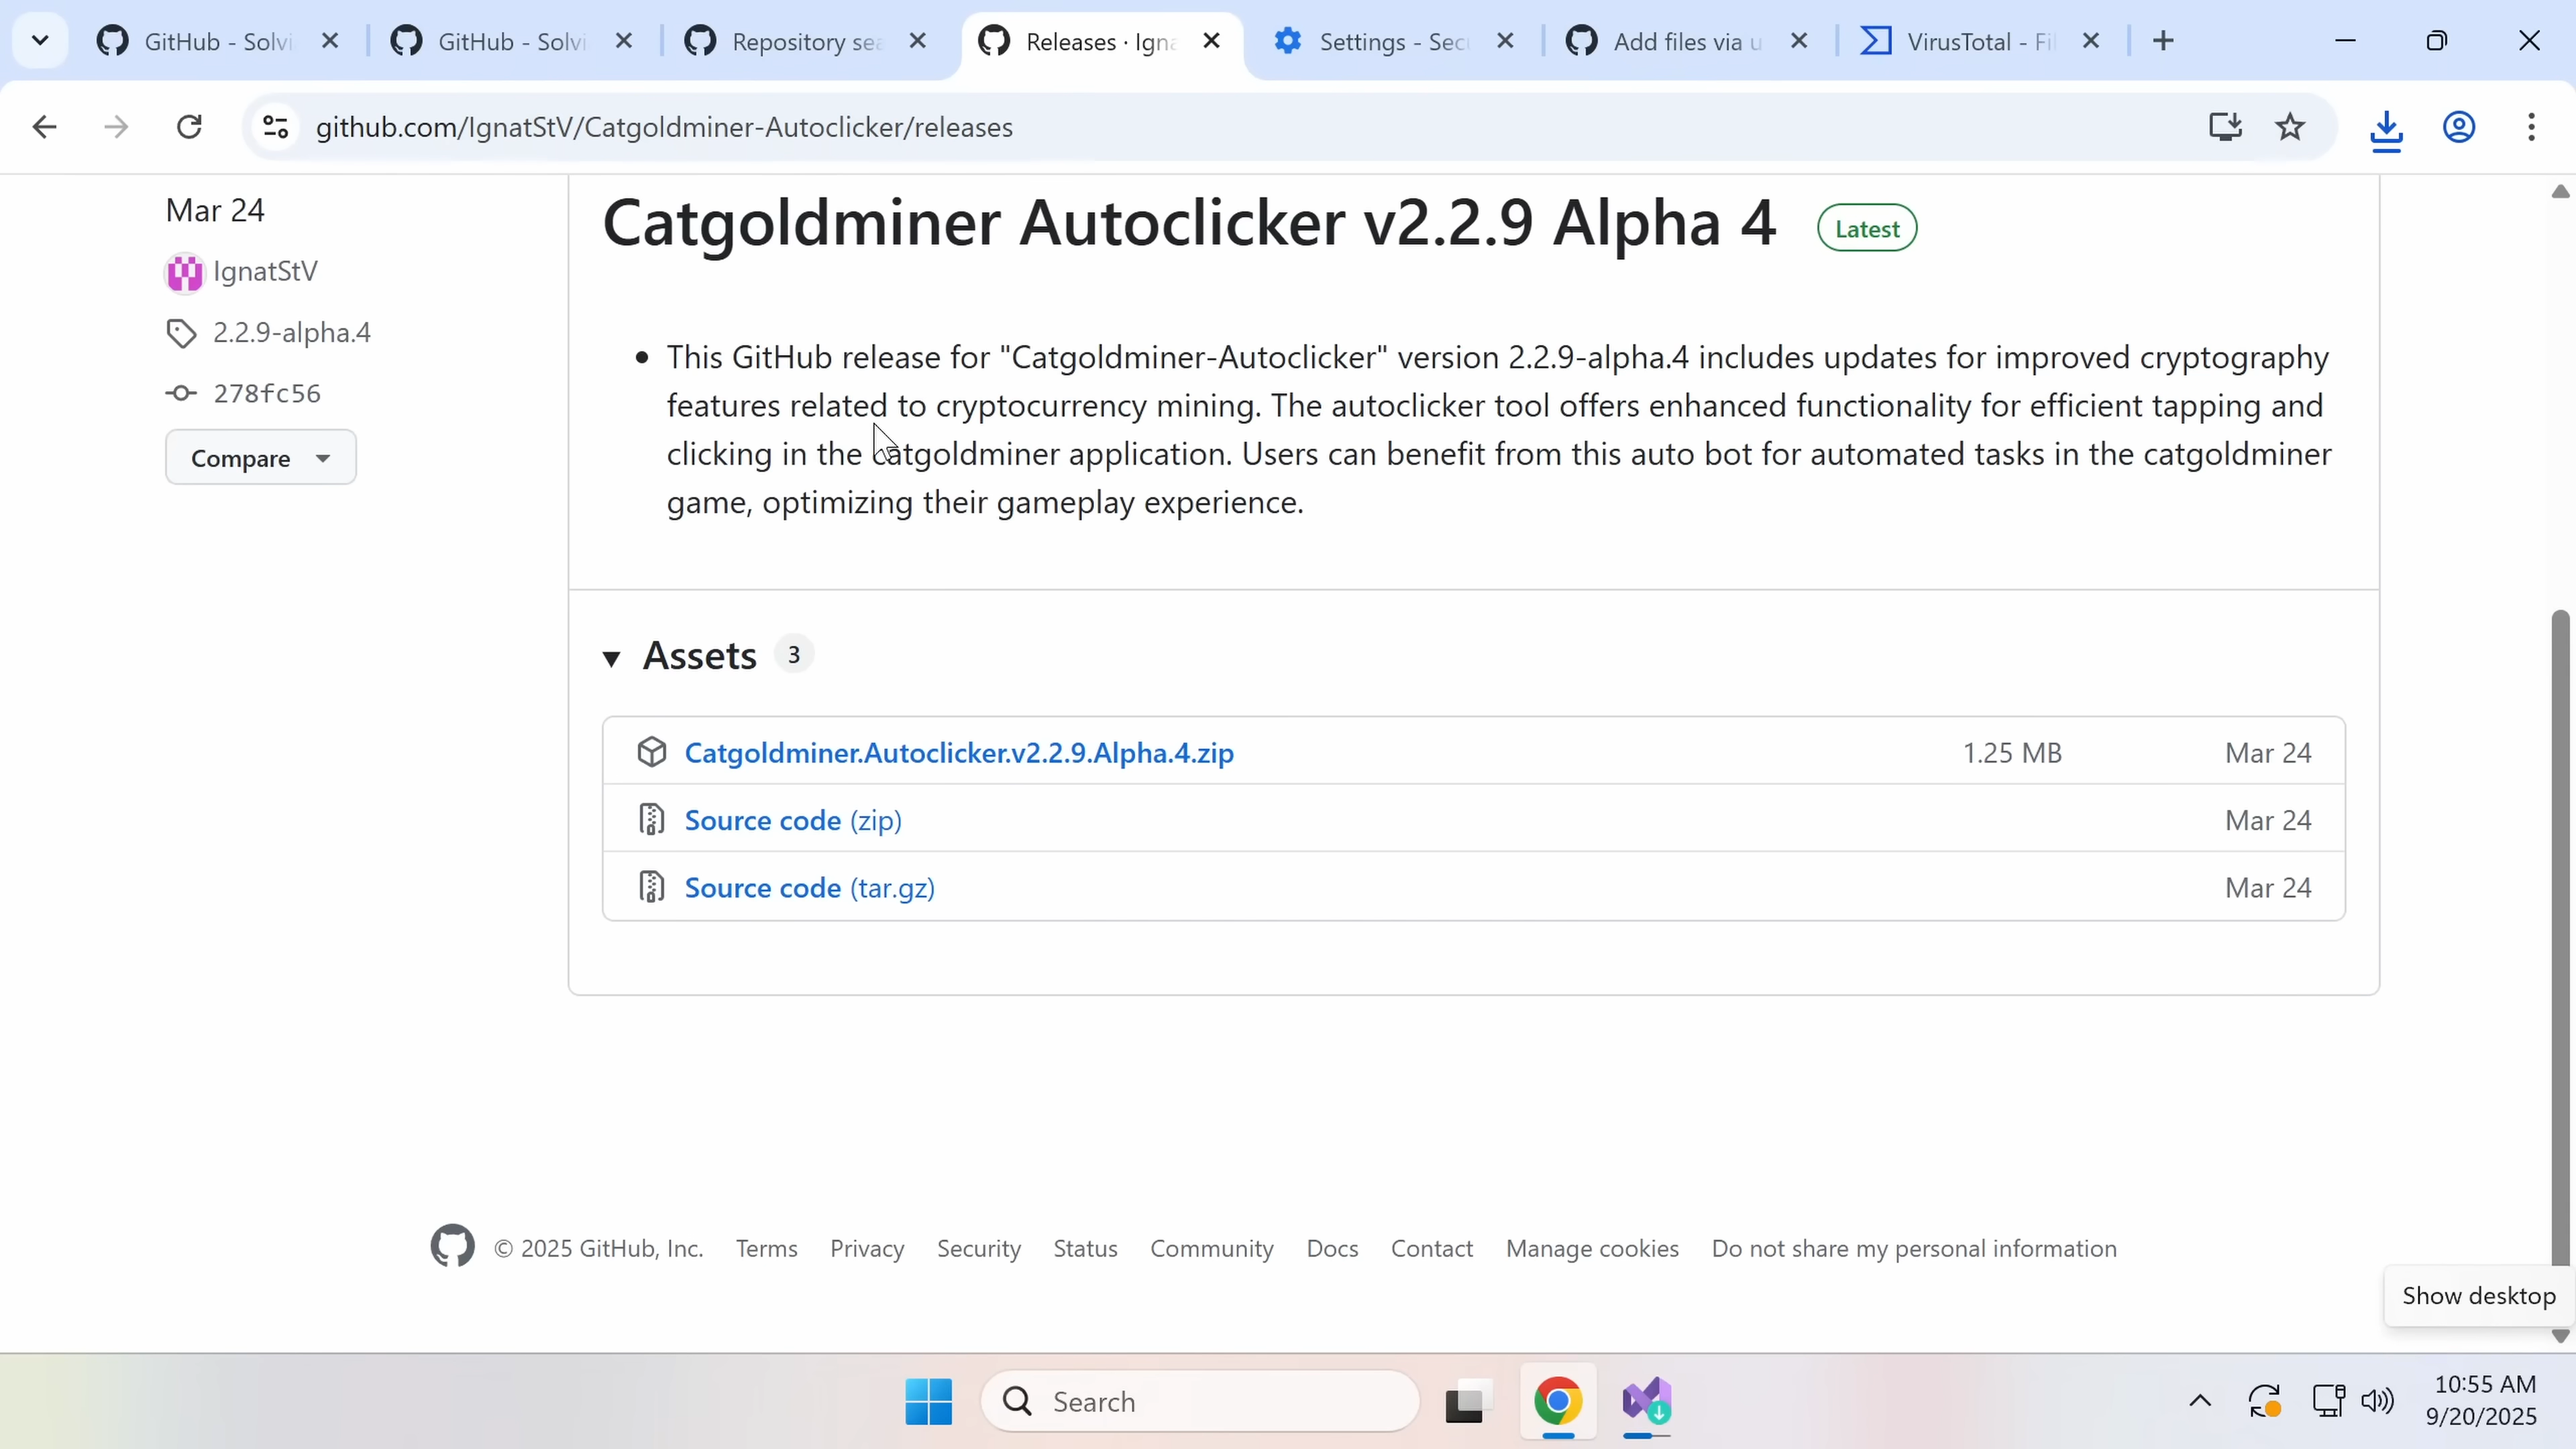 GitHub - Solvi
GitHub - Solvi
Repository sea
Releases · Igna
Settings - Secu
Add files via u
VirusTotal - Fi
github.com/IgnatStV/Catgoldminer-Autoclicker/releases
Mar 24
IgnatStV
2.2.9-alpha.4
278fc56
Compare
Catgoldminer Autoclicker v2.2.9 Alpha 4 Latest
• This GitHub release for "Catgoldminer-Autoclicker" version 2.2.9-alpha.4 includes updates for improved cryptography
features related to cryptocurrency mining. The autoclicker tool offers enhanced functionality for efficient tapping and
clicking in the catgoldminer application. Users can benefit from this auto bot for automated tasks in the catgoldminer
game, optimizing their gameplay experience.
Assets 3
Catgoldminer.Autoclicker.v2.2.9.Alpha.4.zip 1.25 MB Mar 24
Source code (zip) Mar 24
Source code (tar.gz) Mar 24
© 2025 GitHub, Inc. Terms Privacy Security Status Community Docs Contact Manage cookies Do not share my personal information
Show desktop
Search
10:55 AM
9/20/2025